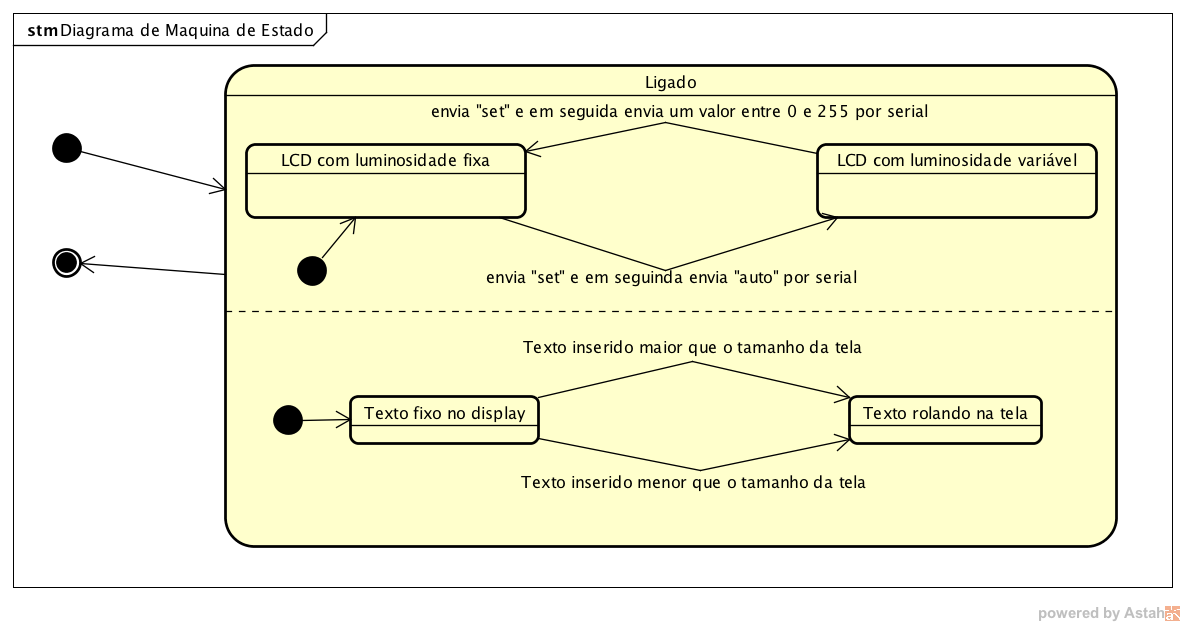 stm Diagrama de Maquina de Estado
Ligado
envia "set" e em seguida envia um valor entre 0 e 255 por serial
LCD com luminosidade fixa
LCD com luminosidade variável
envia "set" e em seguinda envia "auto" por serial
Texto inserido maior que o tamanho da tela
Texto fixo no display
Texto rolando na tela
Texto inserido menor que o tamanho da tela
powered by Astah